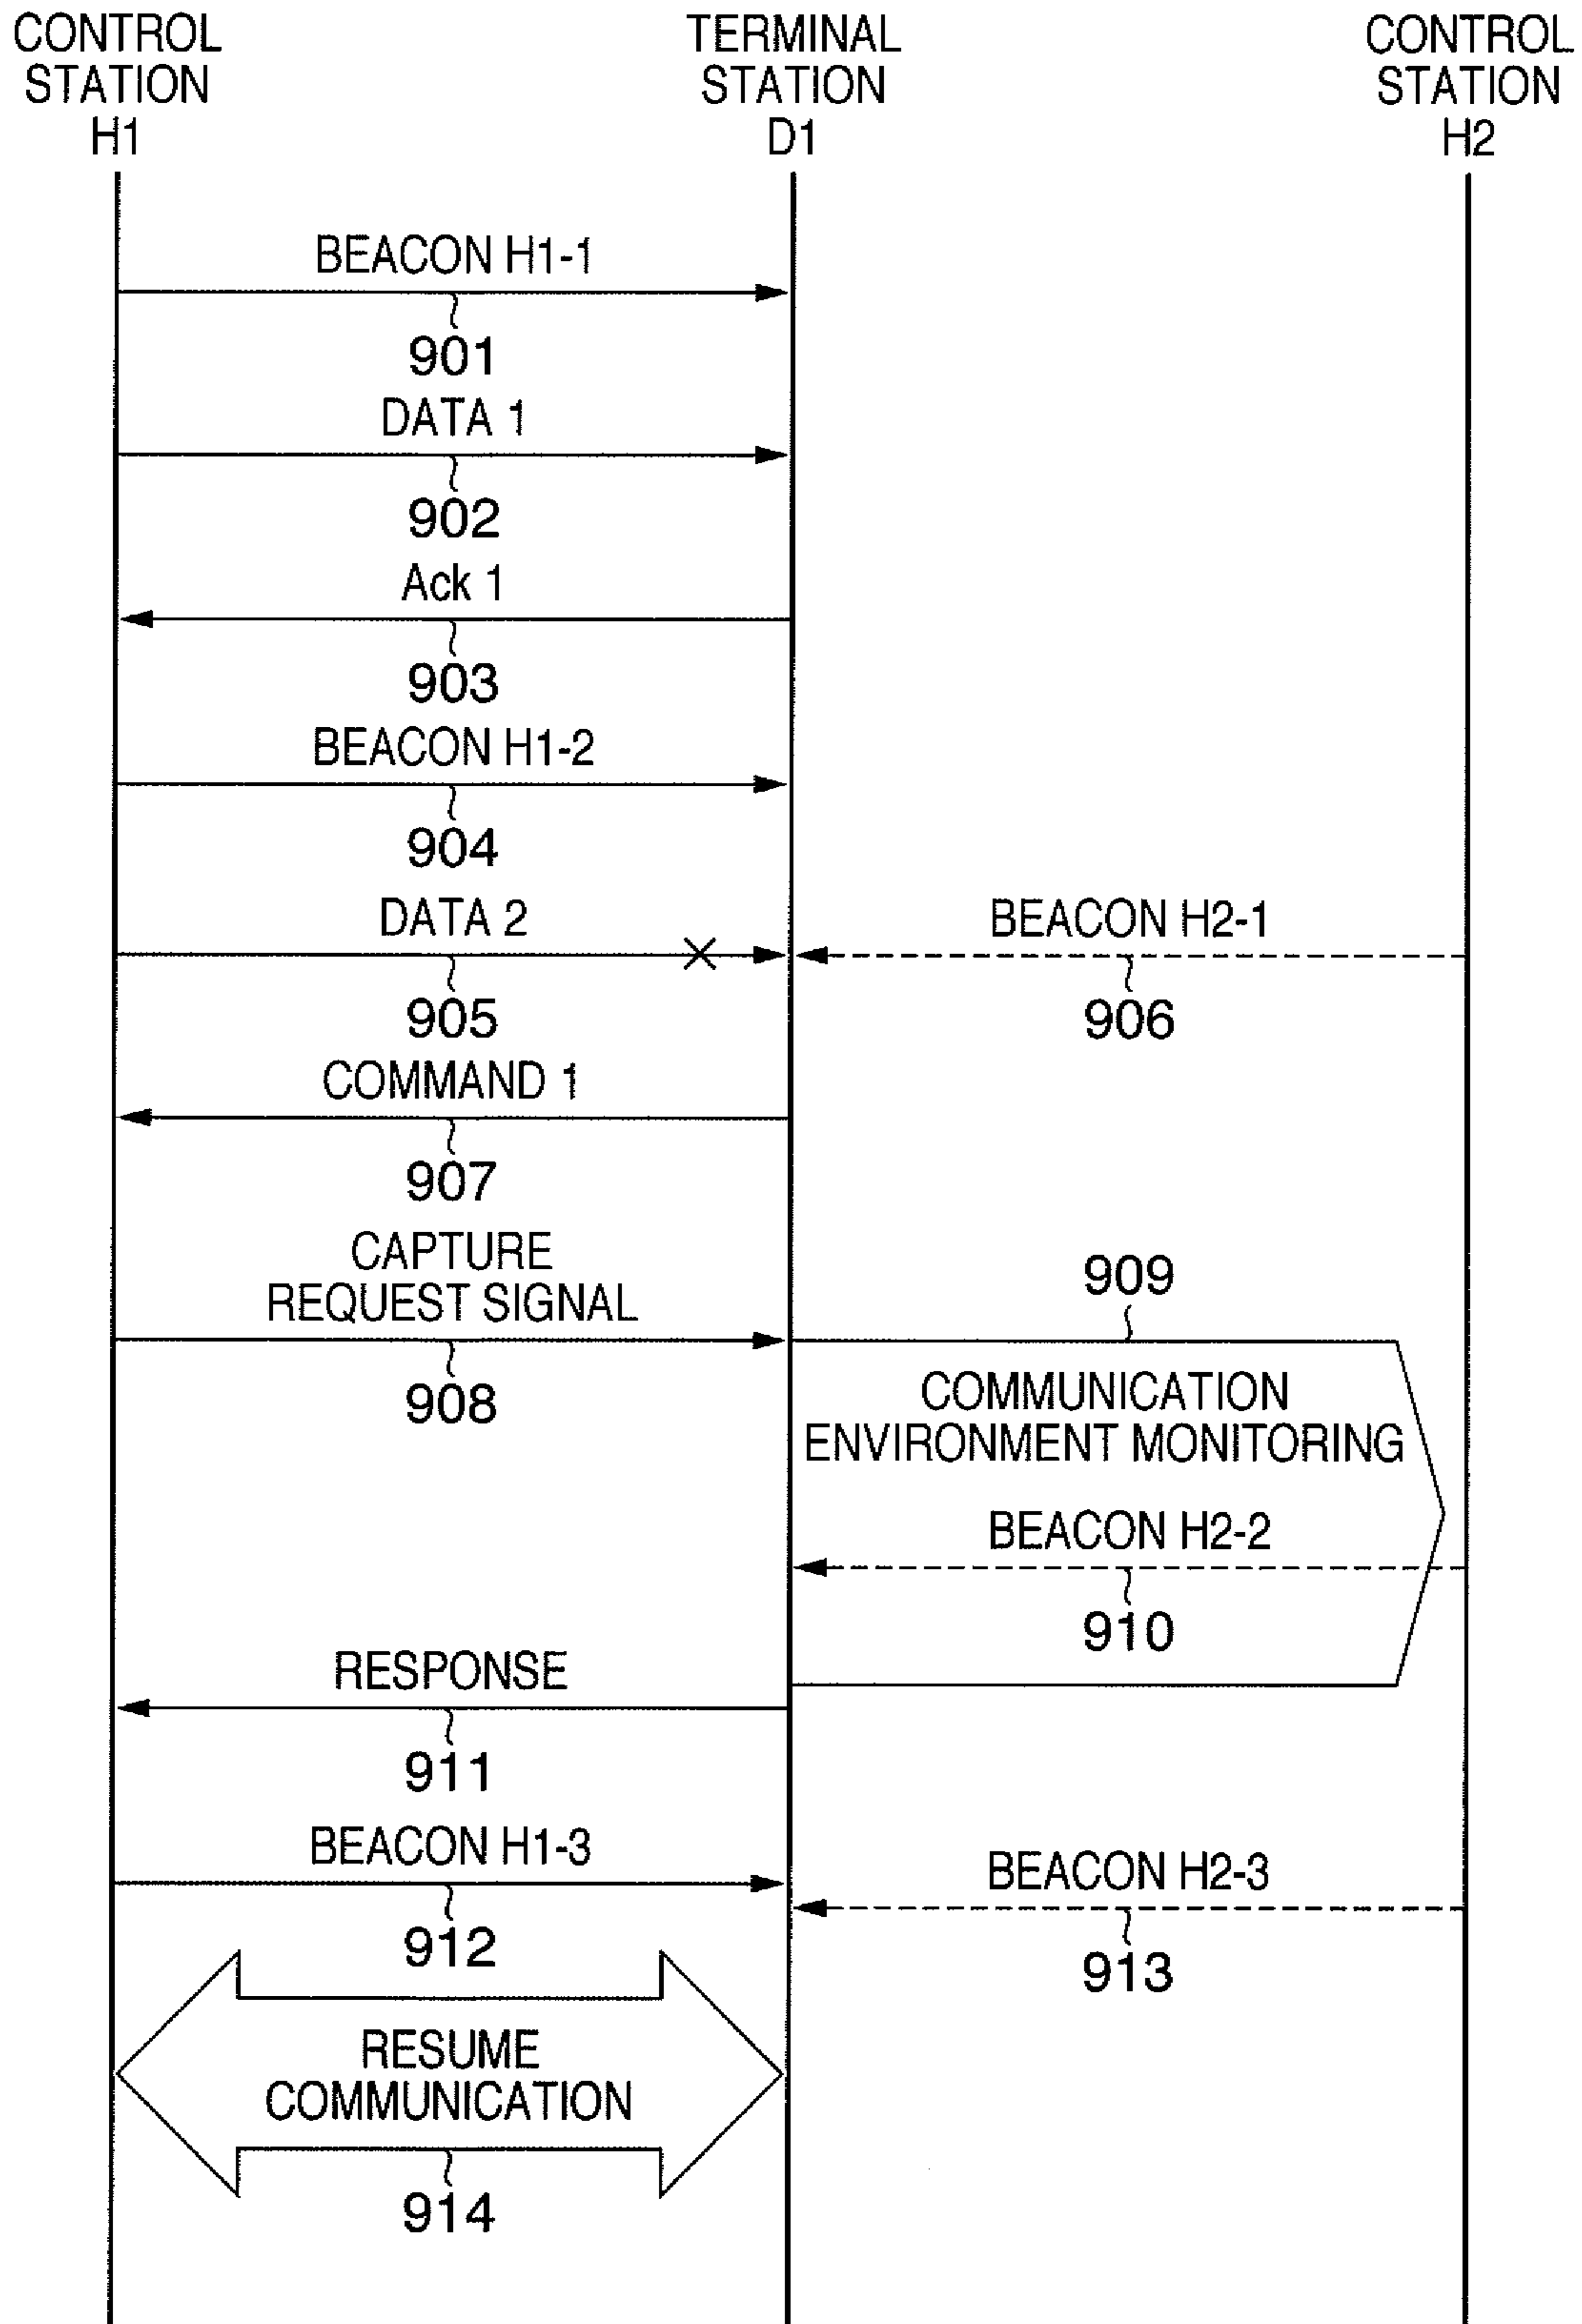 CONTROL
STATION
H1
TERMINAL
STATION
D1
CONTROL
STATION
H2
BEACON H1-1
901
DATA 1
902
Ack 1
903
BEACON H1-2
904
DATA 2
905
BEACON H2-1
906
COMMAND 1
907
CAPTURE
REQUEST SIGNAL
908
909
COMMUNICATION
ENVIRONMENT MONITORING
BEACON H2-2
910
RESPONSE
911
BEACON H1-3
912
BEACON H2-3
913
RESUME
COMMUNICATION
914